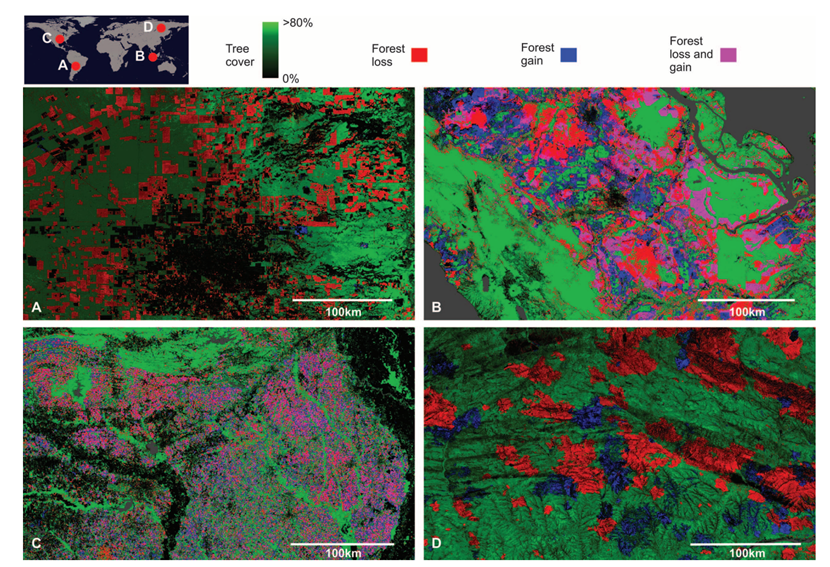 D
C
B
A
Tree
cover
>80%
0%
Forest
loss
Forest
gain
Forest
loss and
gain
A
100km
B
100km
C
100km
D
100km